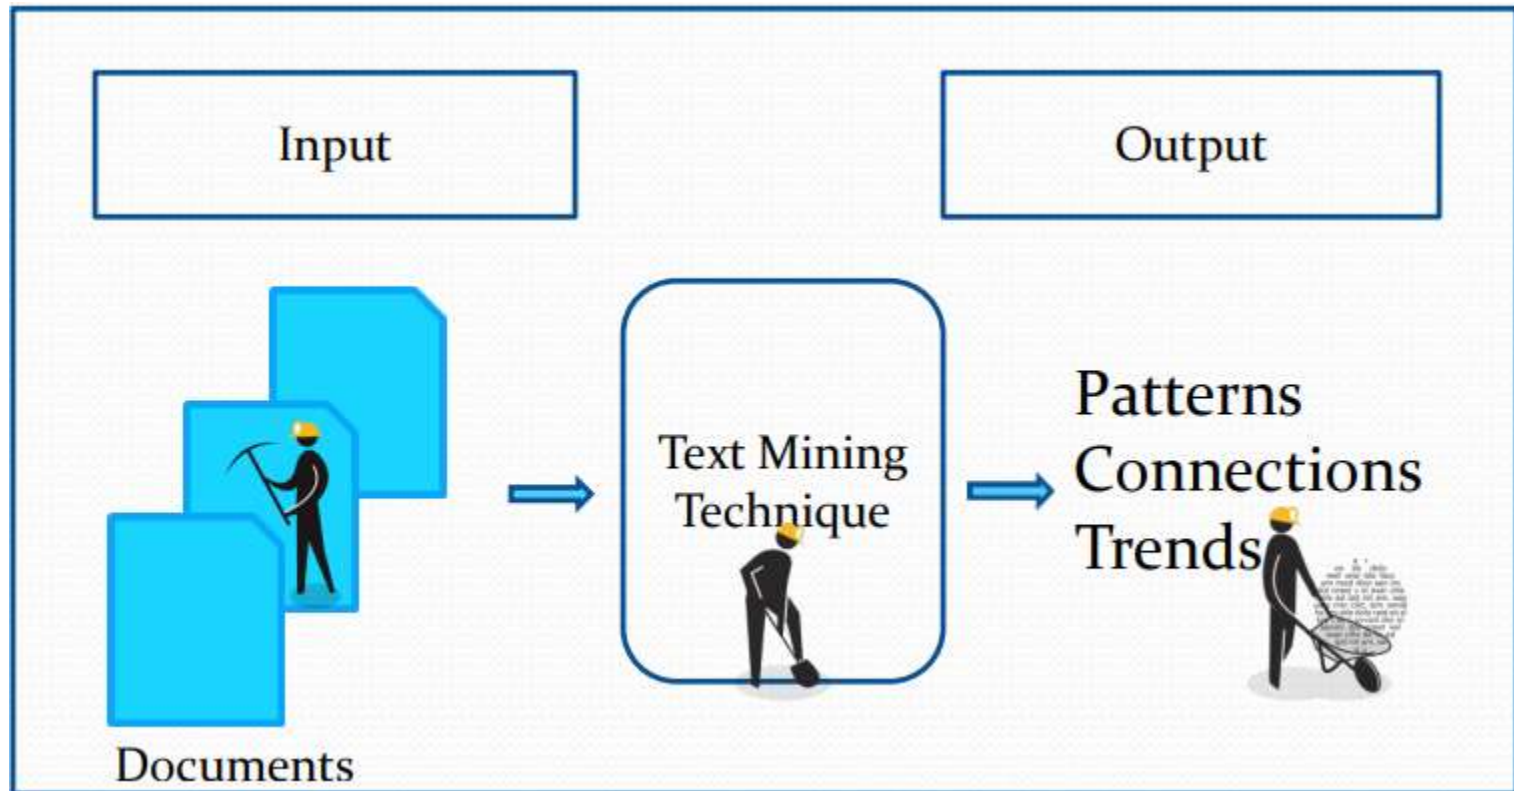 Input
Output
Text Mining
Technique
Patterns
Connections
Trends
Documents